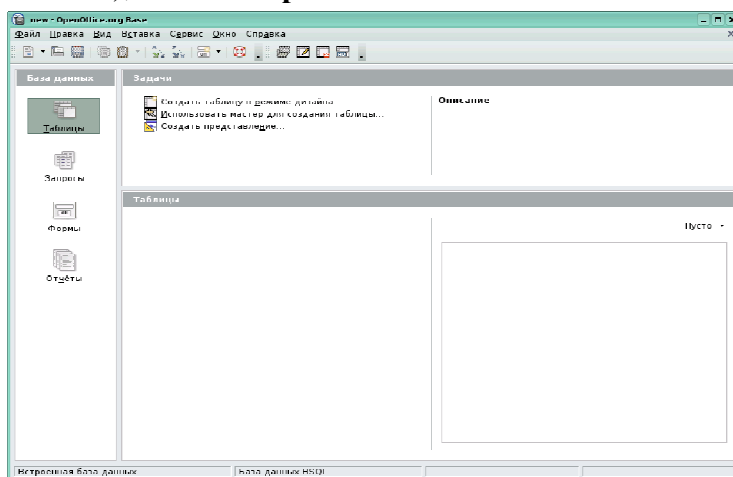 new - OpenOffice.org Base
Файл Правка Вид Вставка Сервис Окно Справка
База данных
Задачи
Таблицы
Запросы
Формы
Отчёты
Создать таблицу в режиме дизайна...
Использовать мастер для создания таблицы...
Создать представление...
Описание
Таблицы
Пусто
Встроенная база данных
База данных HSQL